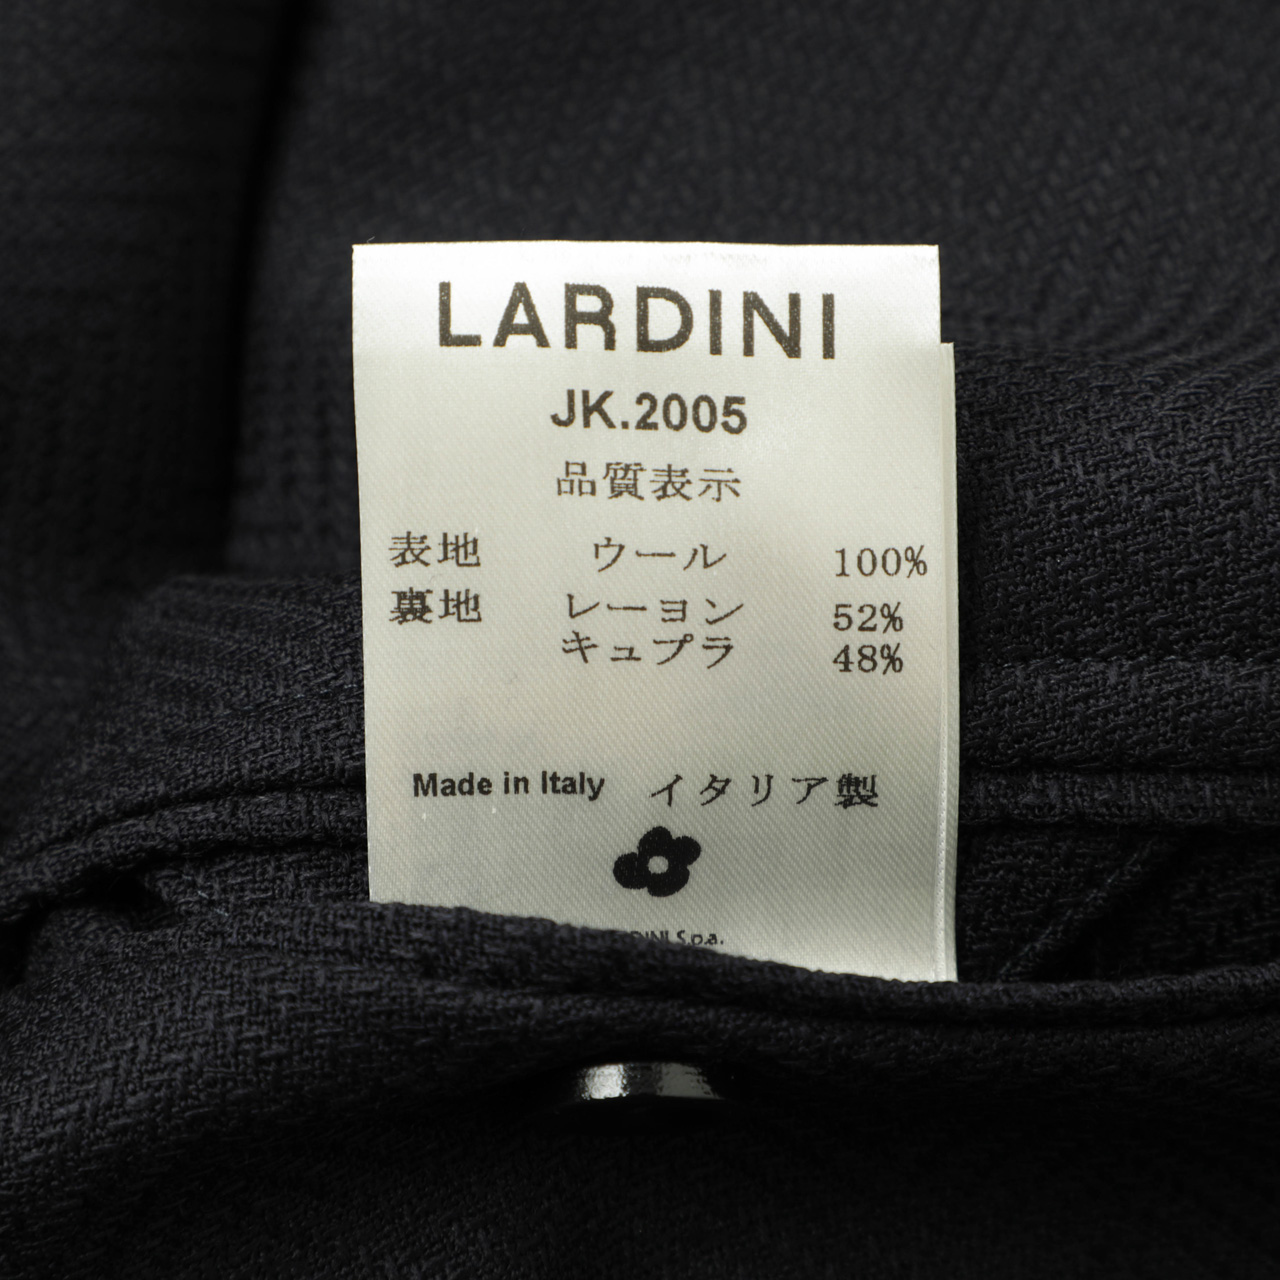 LARDINI
JK.2005
品質表示
表地 ウール 100%
裏地 レーヨン 52%
キュプラ 48%
Made in Italy イタリア製
S.p.a.